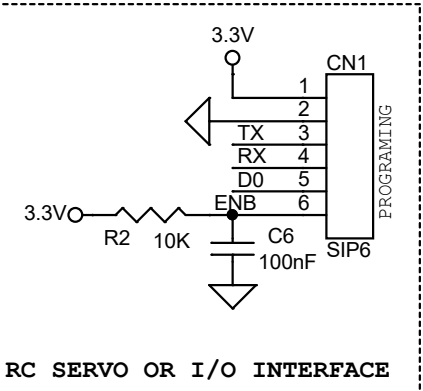 3.3V
CN1
1
2
TX 3
RX 4
D0 5
ENB 6
PROGRAMING
3.3V
R2 10K
C6
100nF
SIP6
RC SERVO OR I/O INTERFACE